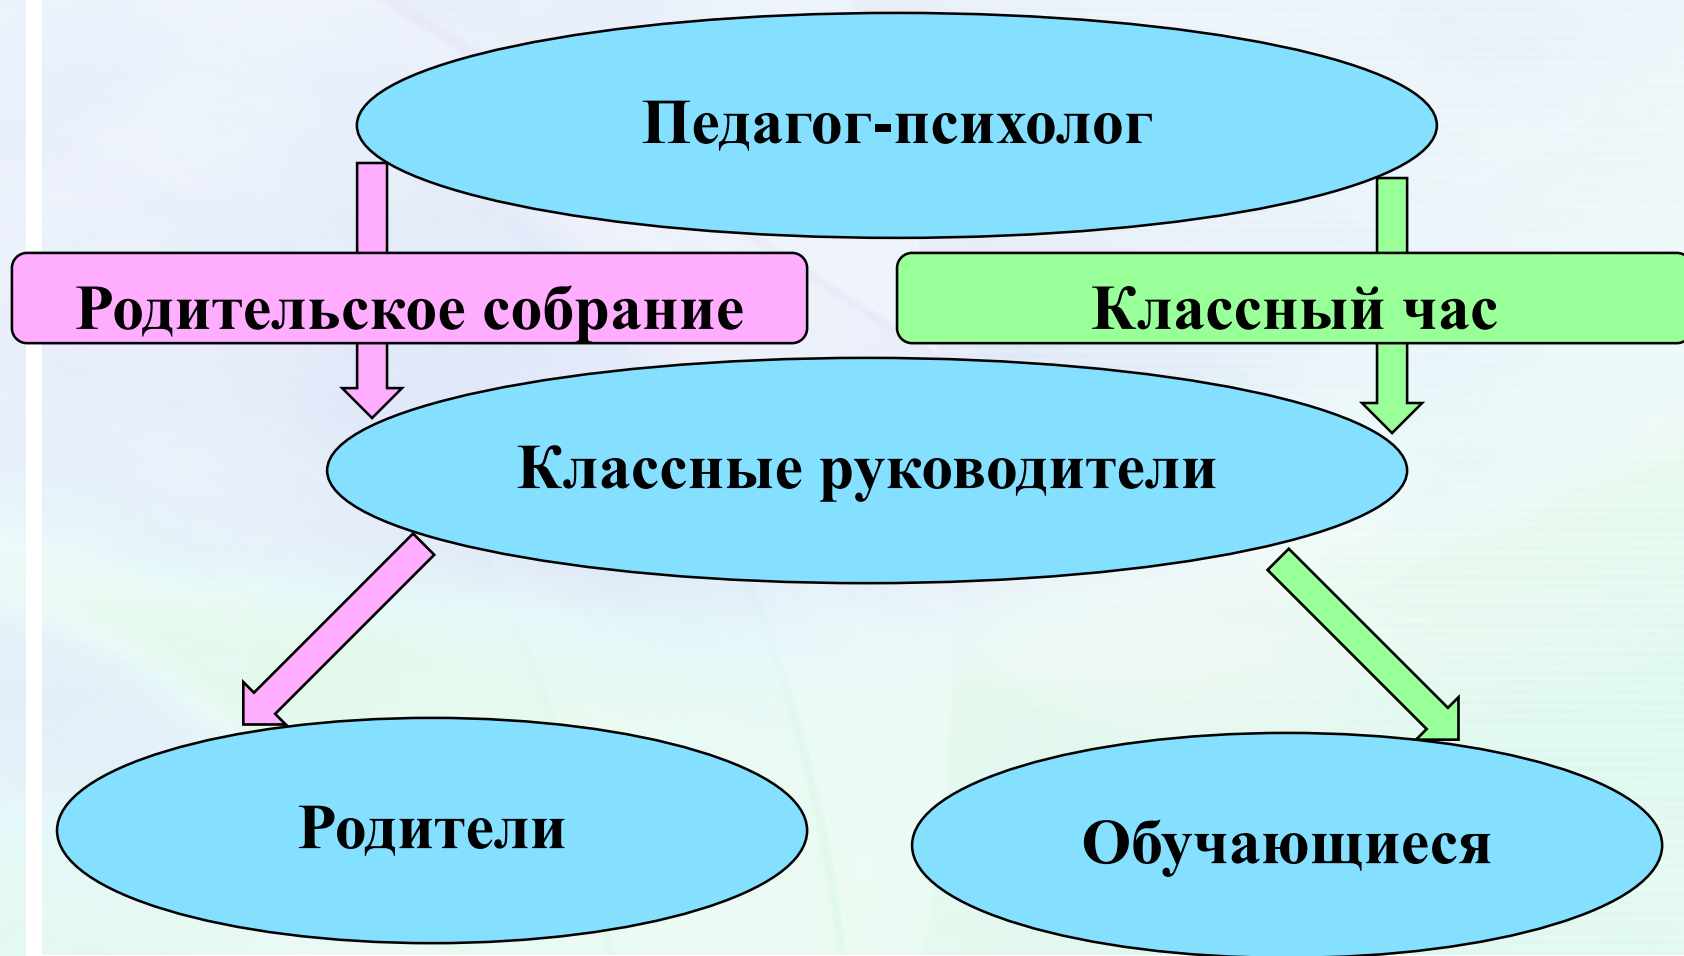 Педагог-психолог
Родительское собрание
Классный час
Классные руководители
Родители
Обучающиеся